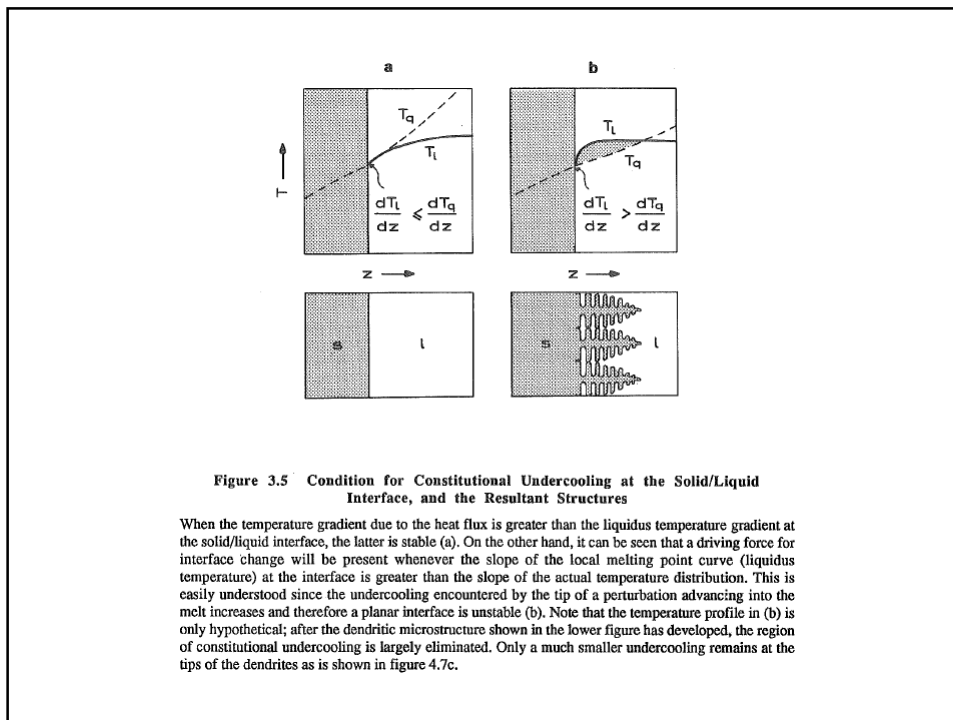 a
b
T_q
T_l
T_l
T_q
T
dT_l/dz ⩽ dT_q/dz
dT_l/dz > dT_q/dz
z
z
s
l
s
l
Figure 3.5 Condition for Constitutional Undercooling at the Solid/Liquid
Interface, and the Resultant Structures
When the temperature gradient due to the heat flux is greater than the liquidus temperature gradient at
the solid/liquid interface, the latter is stable (a). On the other hand, it can be seen that a driving force for
interface change will be present whenever the slope of the local melting point curve (liquidus
temperature) at the interface is greater than the slope of the actual temperature distribution. This is
easily understood since the undercooling encountered by the tip of a perturbation advancing into the
melt increases and therefore a planar interface is unstable (b). Note that the temperature profile in (b) is
only hypothetical; after the dendritic microstructure shown in the lower figure has developed, the region
of constitutional undercooling is largely eliminated. Only a much smaller undercooling remains at the
tips of the dendrites as is shown in figure 4.7c.